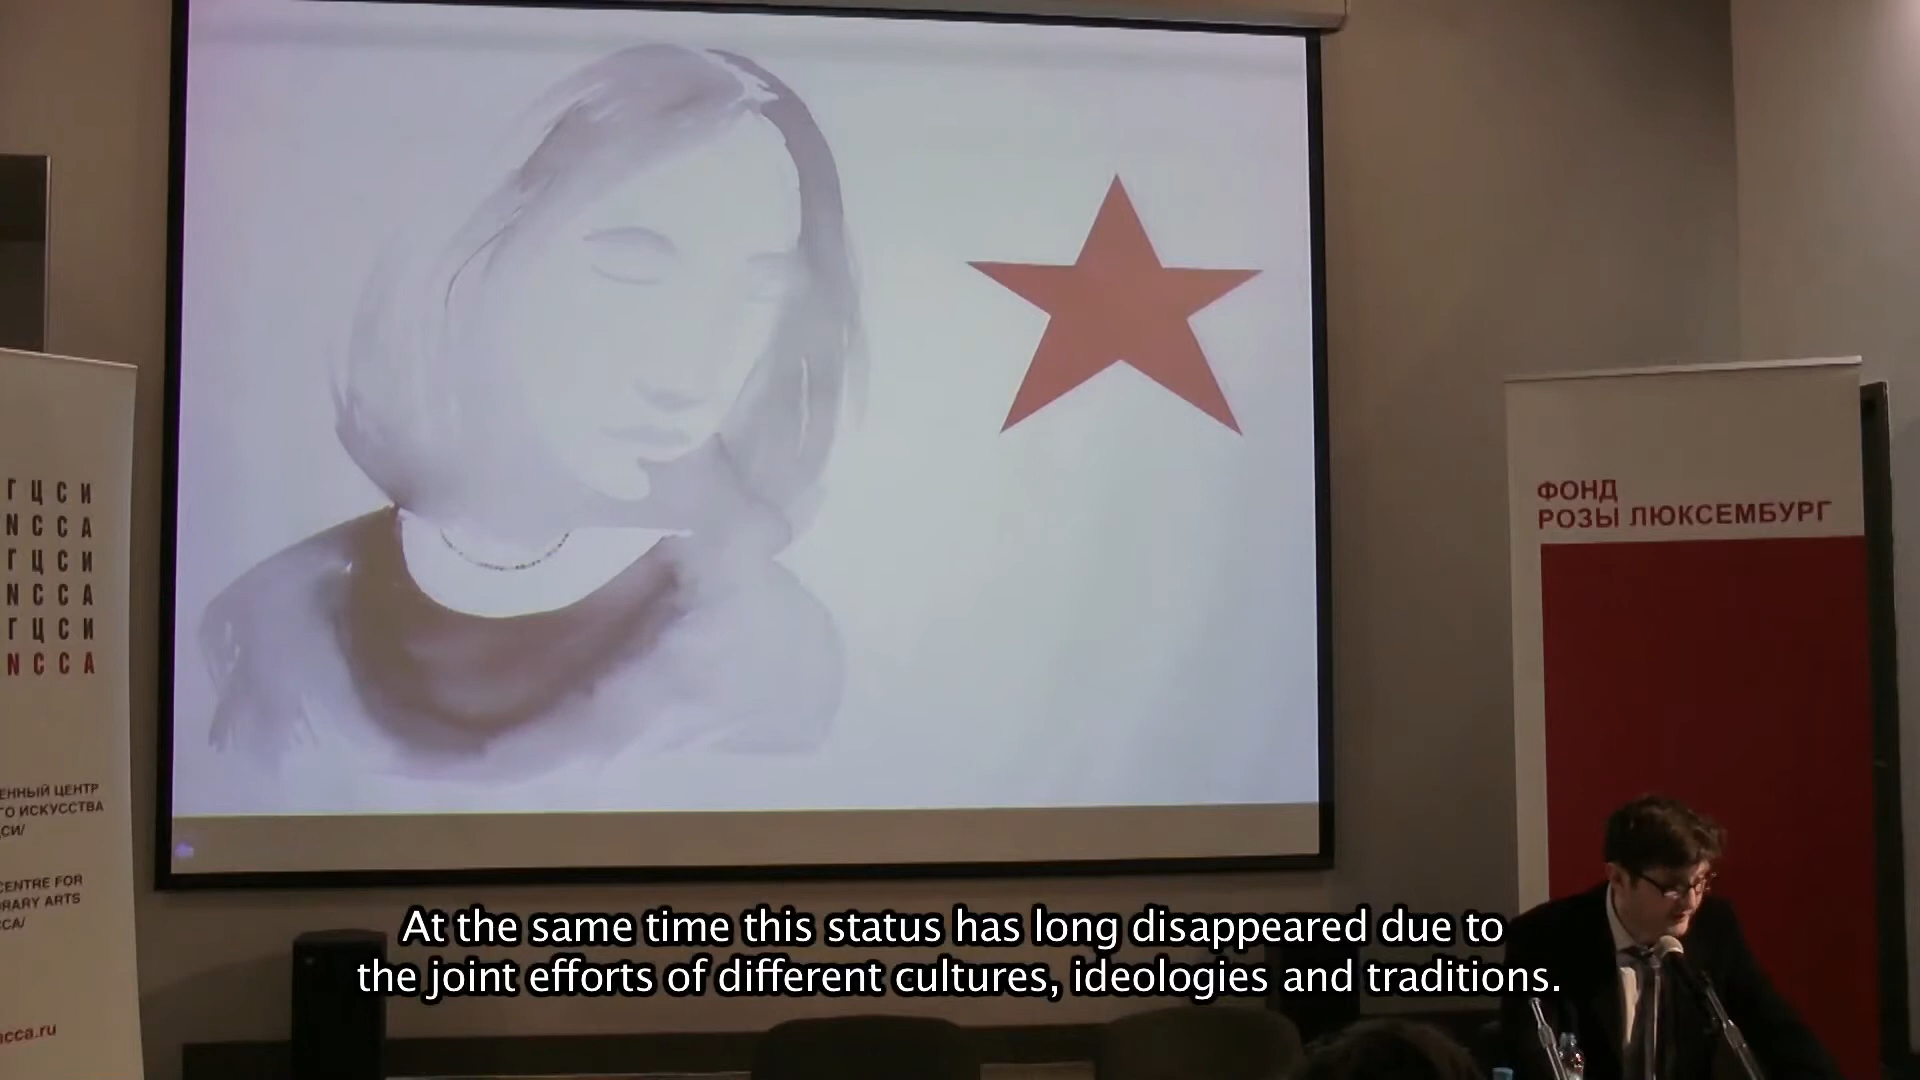 ГЦСИ
NCCA
ГЦСИ
NCCA
ГЦСИ
NCCA
ЕННЫЙ ЦЕНТР
ГО ИСКУССТВА
СИ/
CENTRE FOR
RARY ARTS
CCA/
ncca.ru
ФОНД
РОЗЫ ЛЮКСЕМБУРГ
At the same time this status has long disappeared due to
the joint efforts of different cultures, ideologies and traditions.